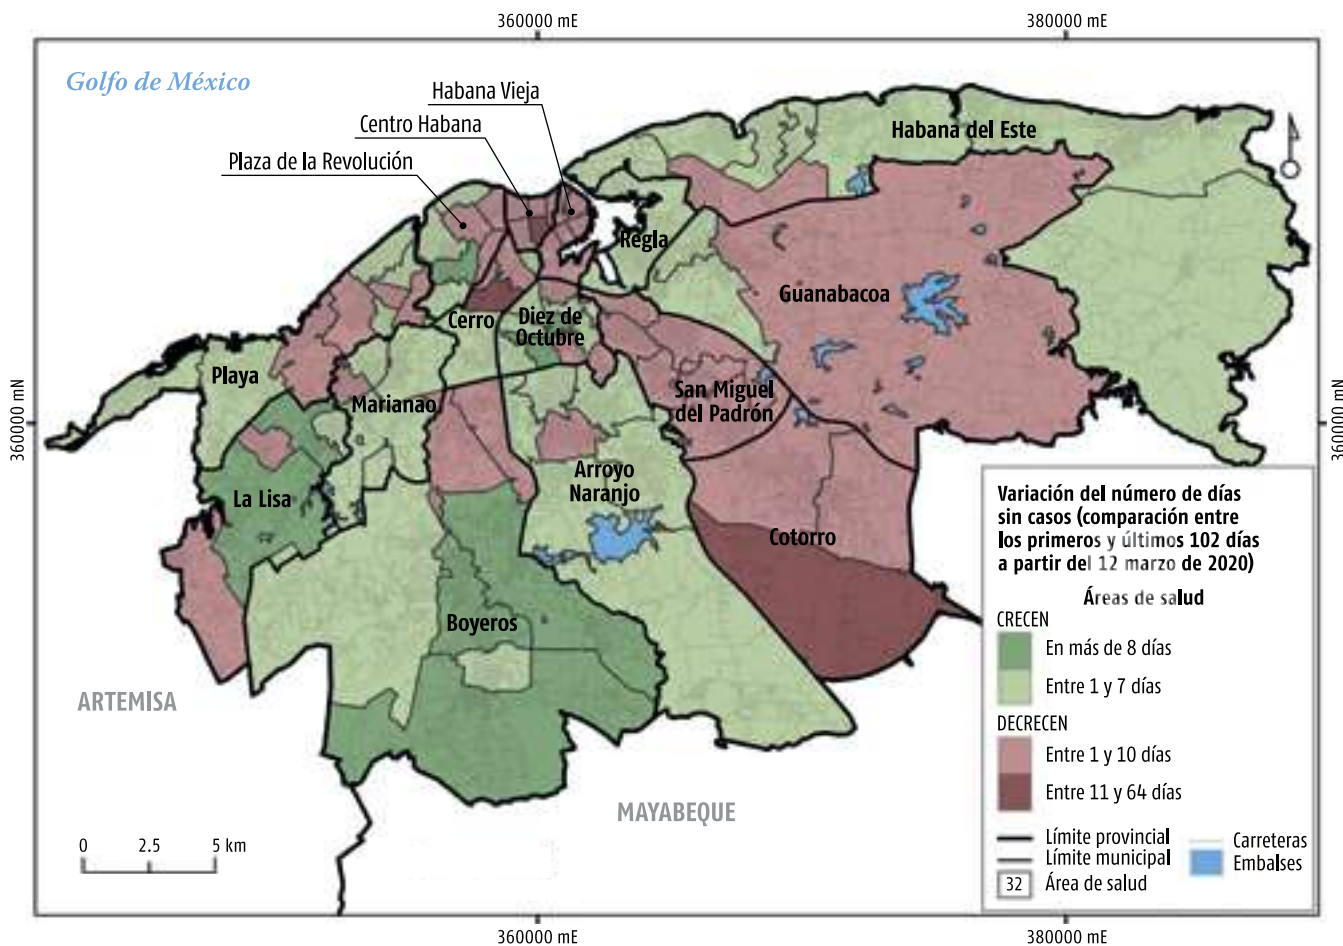 360000 mE
380000 mE
Golfo de México
Habana Vieja
Centro Habana
Plaza de la Revolución
Habana del Este
Regla
Guanabacoa
Cerro
Diez de
Octubre
Playa
Marianao
San Miguel
del Padrón
360000 mN
360000 mN
Arroyo
Naranjo
La Lisa
Cotorro
Boyeros
ARTEMISA
MAYABEQUE
0 2.5 5 km
Variación del número de días
sin casos (comparación entre
los primeros y últimos 102 días
a partir del 12 marzo de 2020)
Áreas de salud
CRECEN
En más de 8 días
Entre 1 y 7 días
DECRECEN
Entre 1 y 10 días
Entre 11 y 64 días
Límite provincial
Límite municipal
32 Área de salud
Carreteras
Embalses
360000 mE
380000 mE